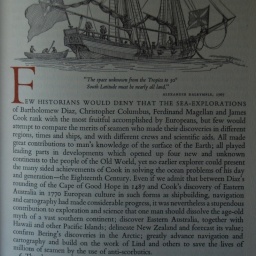 "The space unknown from the Tropics to 50°
South Latitude must be nearly all land."
ALEXANDER DALRYMPLE, 1767
FEW HISTORIANS WOULD DENY THAT THE SEA-EXPLORATIONS
of Bartholomew Diaz, Christopher Columbus, Ferdinand Magellan and James
Cook rank with the most fruitful accomplished by Europeans, but few would
attempt to compare the merits of seamen who made their discoveries in different
regions, times and ships, and with different crews and scientific aids. All made
great contributions to man's knowledge of the surface of the Earth; all played
leading parts in developments which opened up four new and unknown
continents to the people of the Old World, yet no earlier explorer could present
the many sided achievements of Cook in solving the ocean problems of his day
and generation—the Eighteenth Century. Even if we admit that between Diaz's
rounding of the Cape of Good Hope in 1487 and Cook's discovery of Eastern
Australia in 1770 European culture in such fortes as shipbuilding, navigation
and cartography had made considerable progress, it was nevertheless a stupendous
contribution to exploration and science that one man should dissolve the age-old
myth of a vast southern continent; discover Eastern Australia, together with
Hawaii and other Pacific Islands; delineate New Zealand and forecast its value;
confirm Bering's discoveries in the Arctic; greatly advance navigation and
cartography and build on the work of Lind and others to save the lives of
millions of seamen by the use of anti-scorbutics.